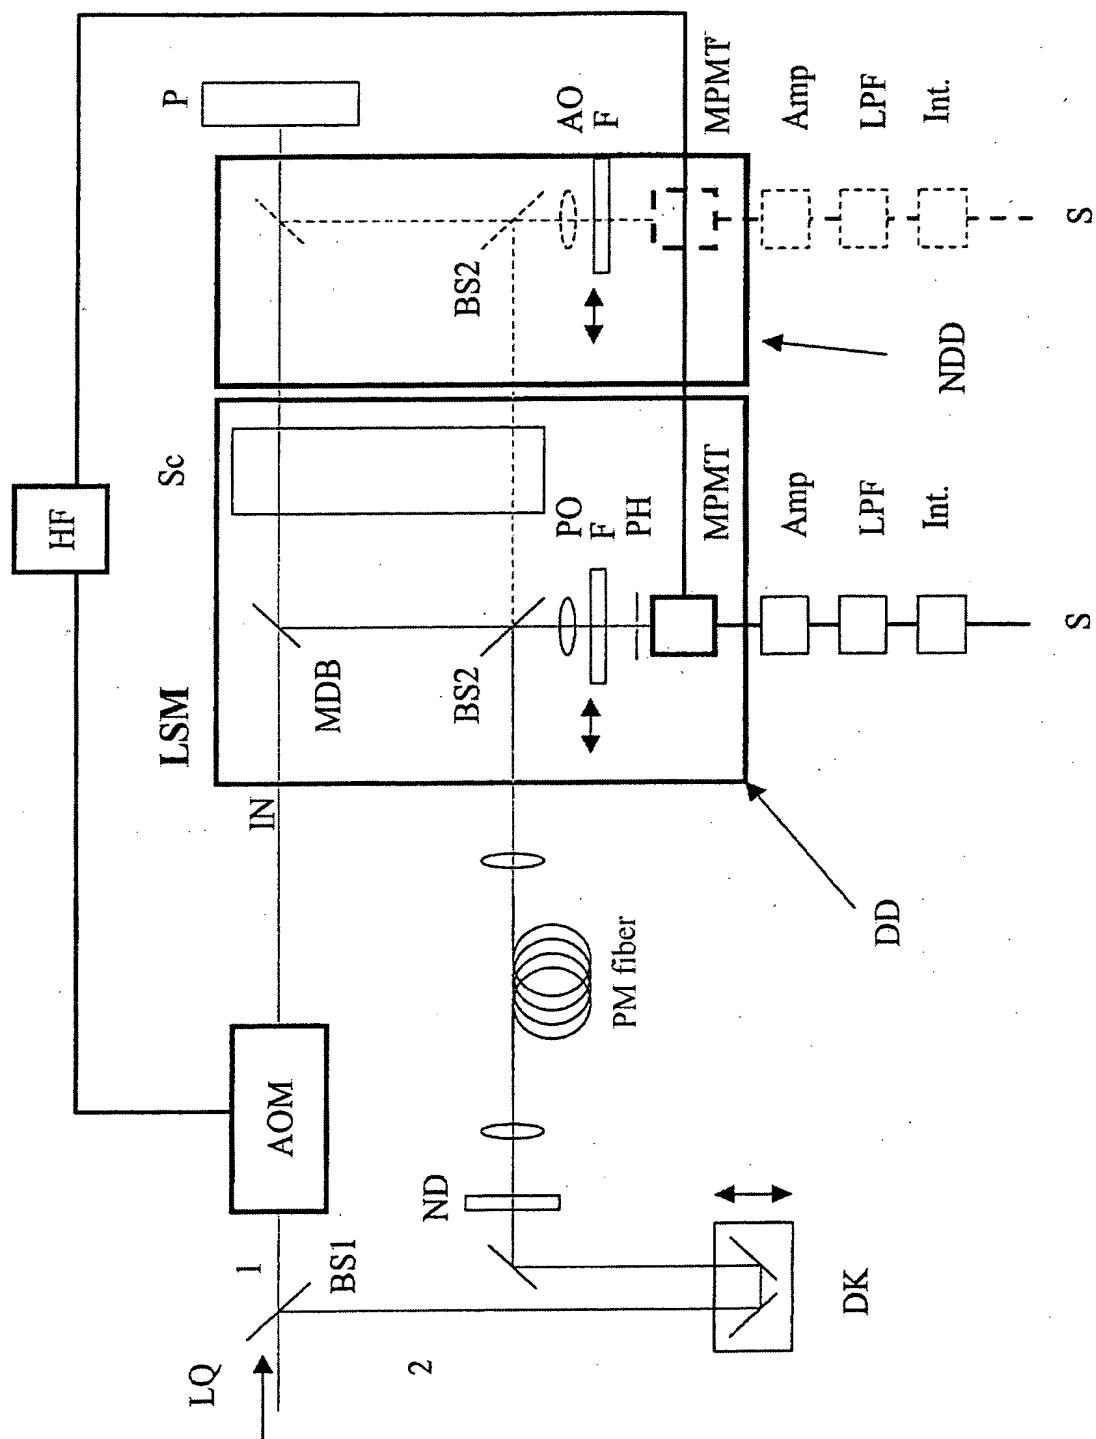 LQ
1
BS1
2
DK
ND
AOM
HF
PM fiber
IN
LSM
MDB
BS2
Sc
PO
F
PH
MPMT
Amp
LPF
Int.
S
DD
P
BS2
AO
F
MPMT
Amp
LPF
Int.
S
NDD